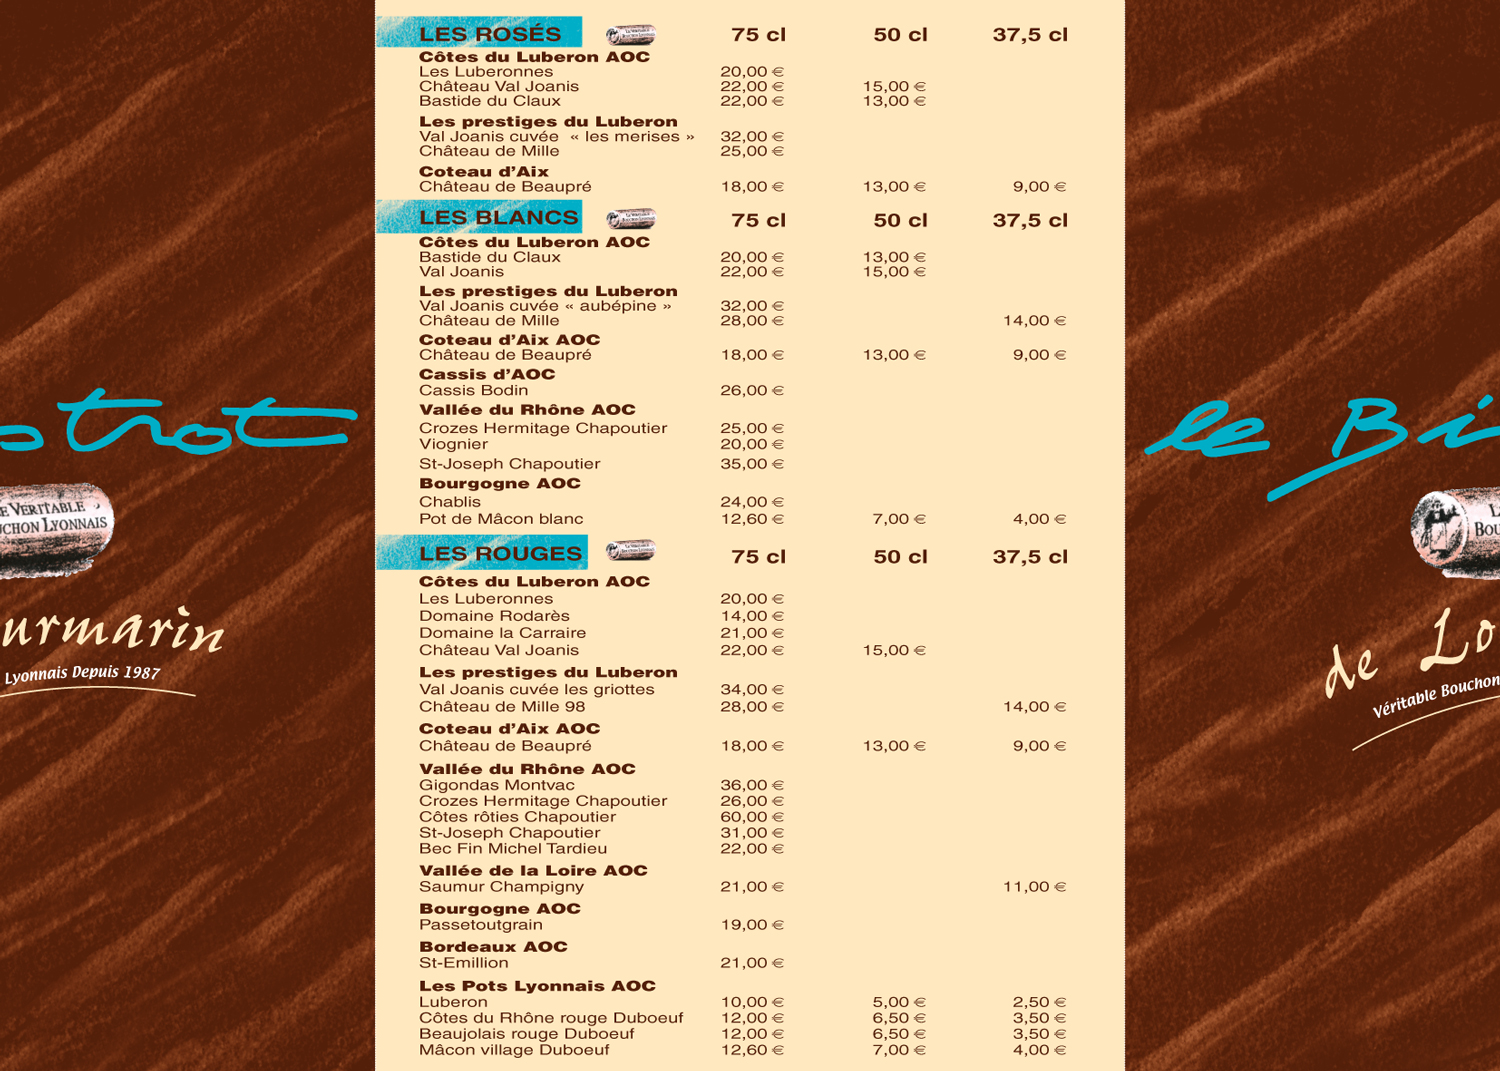 LES ROSÉS 75 cl 50 cl 37,5 cl
Côtes du Luberon AOC
Les Luberonnes 20,00 €
Château Val Joanis 22,00 € 15,00 €
Bastide du Claux 22,00 € 13,00 €
Les prestiges du Luberon
Val Joanis cuvée « les merises » 32,00 €
Château de Mille 25,00 €
Coteau d'Aix
Château de Beaupré 18,00 € 13,00 € 9,00 €
LES BLANCS 75 cl 50 cl 37,5 cl
Côtes du Luberon AOC
Bastide du Claux 20,00 € 13,00 €
Val Joanis 22,00 € 15,00 €
Les prestiges du Luberon
Val Joanis cuvée « aubépine » 32,00 €
Château de Mille 28,00 € 14,00 €
Coteau d'Aix AOC
Château de Beaupré 18,00 € 13,00 € 9,00 €
Cassis d'AOC
Cassis Bodin 26,00 €
Vallée du Rhône AOC
Crozes Hermitage Chapoutier 25,00 €
Viognier 20,00 €
St-Joseph Chapoutier 35,00 €
Bourgogne AOC
Chablis 24,00 €
Pot de Mâcon blanc 12,60 € 7,00 € 4,00 €
LES ROUGES 75 cl 50 cl 37,5 cl
Côtes du Luberon AOC
Les Luberonnes 20,00 €
Domaine Rodarès 14,00 €
Domaine la Carraire 21,00 €
Château Val Joanis 22,00 € 15,00 €
Les prestiges du Luberon
Val Joanis cuvée les griottes 34,00 €
Château de Mille 98 28,00 € 14,00 €
Coteau d'Aix AOC
Château de Beaupré 18,00 € 13,00 € 9,00 €
Vallée du Rhône AOC
Gigondas Montvac 36,00 €
Crozes Hermitage Chapoutier 26,00 €
Côtes rôties Chapoutier 60,00 €
St-Joseph Chapoutier 31,00 €
Bec Fin Michel Tardieu 22,00 €
Vallée de la Loire AOC
Saumur Champigny 21,00 € 11,00 €
Bourgogne AOC
Passetoutgrain 19,00 €
Bordeaux AOC
St-Emillion 21,00 €
Les Pots Lyonnais AOC
Luberon 10,00 € 5,00 € 2,50 €
Côtes du Rhône rouge Duboeuf 12,00 € 6,50 € 3,50 €
Beaujolais rouge Duboeuf 12,00 € 6,50 € 3,50 €
Mâcon village Duboeuf 12,60 € 7,00 € 4,00 €
strot
E VERITABLE
UCHON LYONNAIS
urmarin
Lyonnais Depuis 1987
le Bi
L
BOU
de Lo
Véritable Bouchon